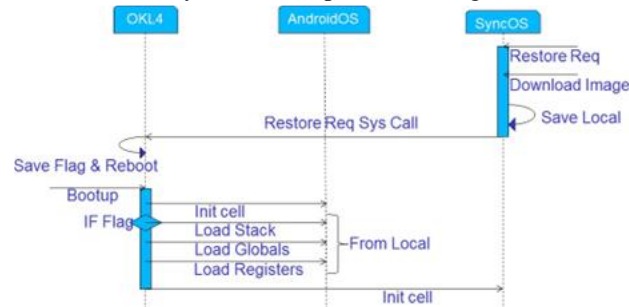 OKL4 AndroidOS SyncOS
Restore Req
Download Image
Save Local
Restore Req Sys Call
Save Flag & Reboot
Bootup
Init cell
IF Flag
Load Stack
From Local
Load Globals
Load Registers
Init cell